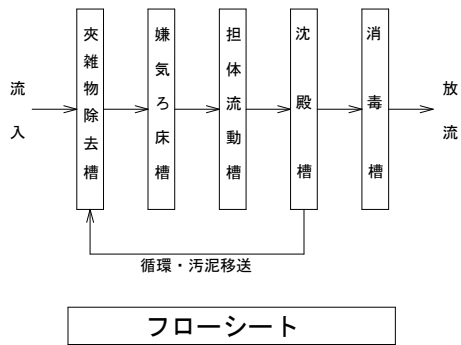 流入
夾雑物除去槽
嫌気ろ床槽
担体流動槽
沈殿槽
消毒槽
放流
循環・汚泥移送
フローシート